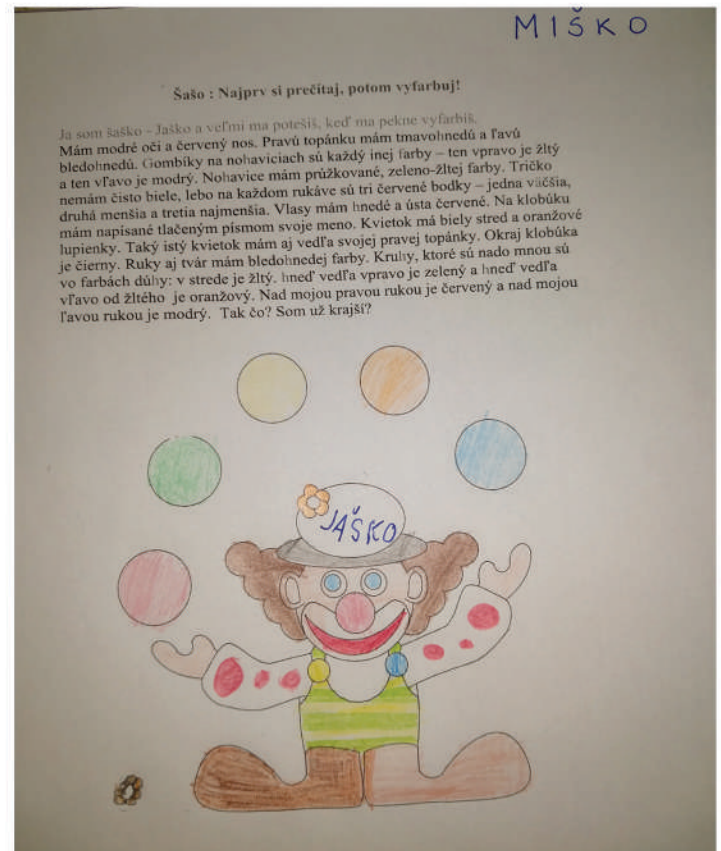 MIŠKO
Šašo : Najprv si prečítaj, potom vyfarbuj!
Ja som šaško - Jaško a veľmi ma potešíš, keď ma pekne vyfarbíš.
Mám modré oči a červený nos. Pravú topánku mám tmavohnedú a ľavú
bledohnedú. Gombíky na nohaviciach sú každý inej farby – ten vpravo je žltý
a ten vľavo je modrý. Nohavice mám prúžkované, zeleno-žltej farby. Tričko
nemám čisto biele, lebo na každom rukáve sú tri červené bodky – jedna väčšia,
druhá menšia a tretia najmenšia. Vlasy mám hnedé a ústa červené. Na klobúku
mám napísané tlačeným písmom svoje meno. Kvietok má biely stred a oranžové
lupienky. Taký istý kvietok mám aj vedľa svojej pravej topánky. Okraj klobúka
je čierny. Ruky aj tvár mám bledohnedej farby. Kruhy, ktoré sú nado mnou sú
vo farbách dúhy: v strede je žltý. hneď vedľa vpravo je zelený a hneď vedľa
vľavo od žltého je oranžový. Nad mojou pravou rukou je červený a nad mojou
ľavou rukou je modrý. Tak čo? Som už krajší?
JAŠKO